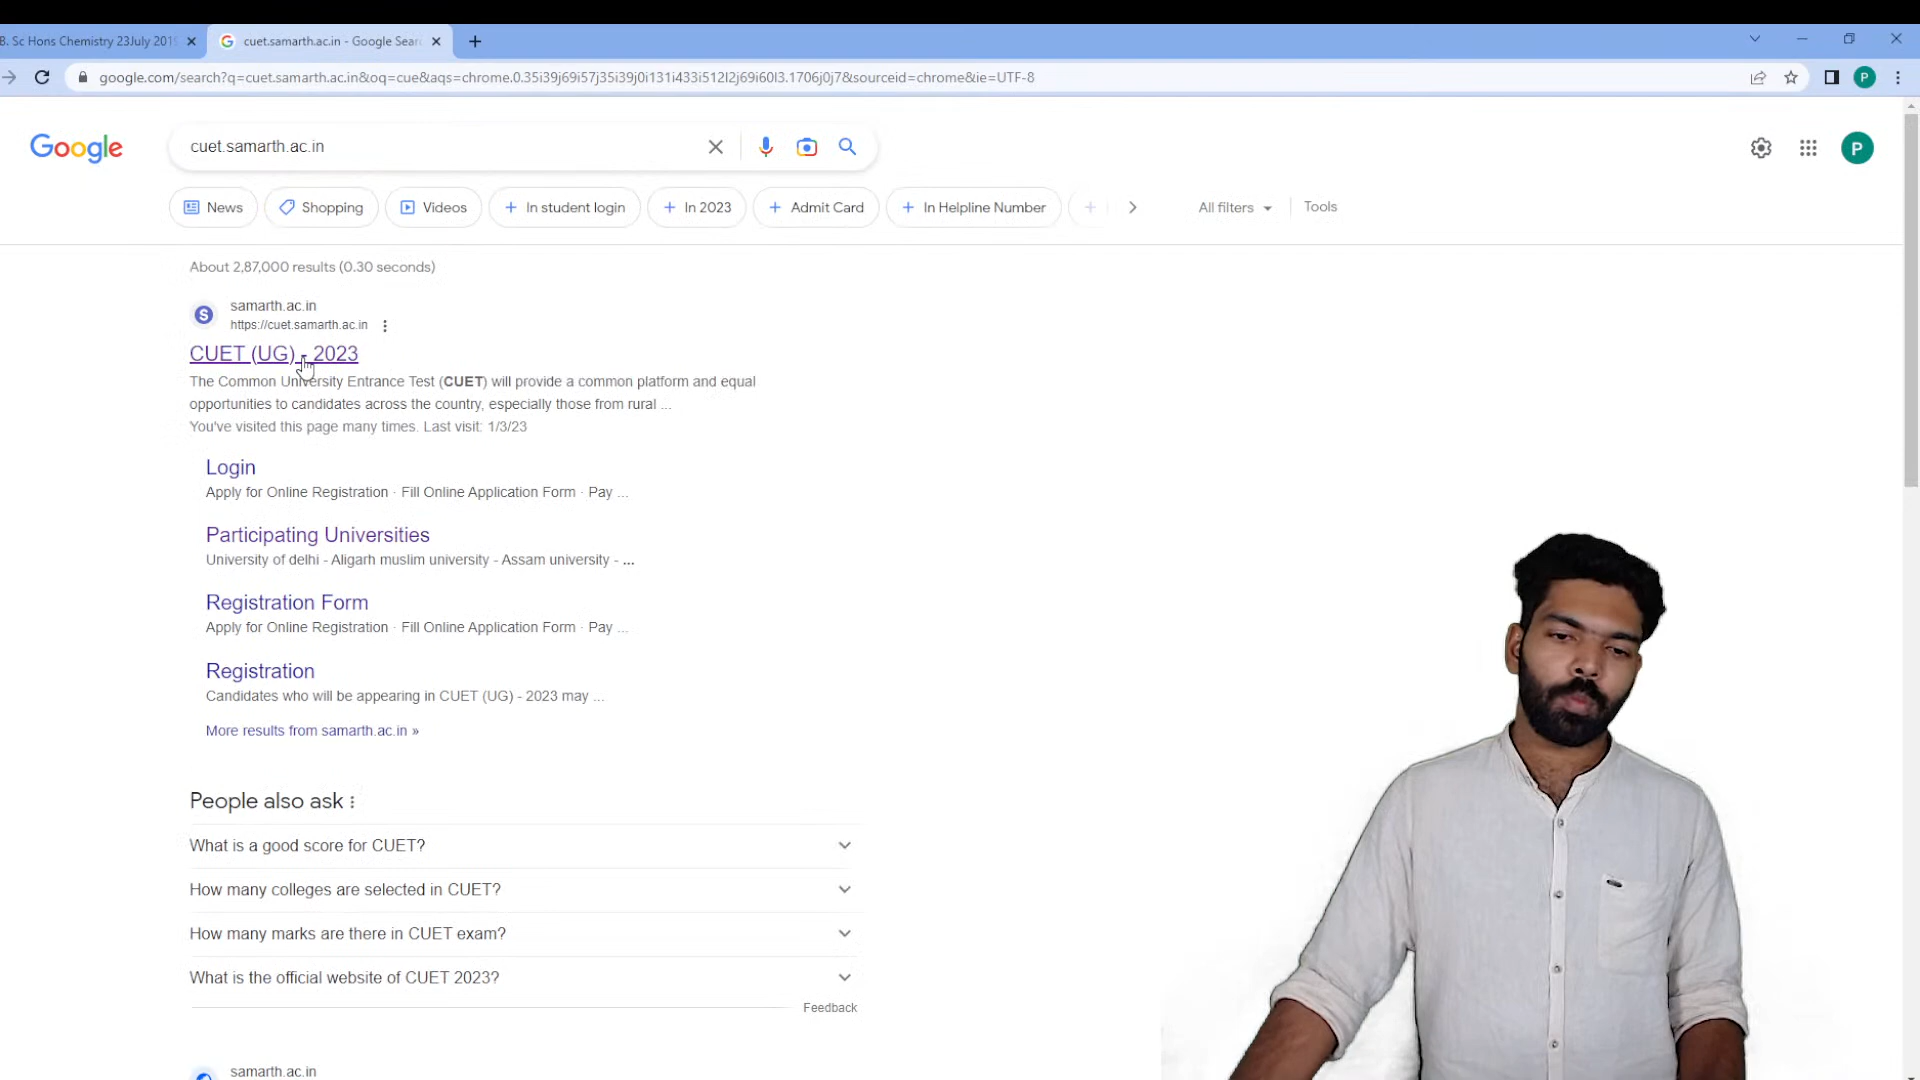 B. Sc Hons Chemistry 23July 201
cuet.samarth.ac.in - Google Sear
google.com/search?q=cuet.samarth.ac.in&oq=cue&aqs=chrome.0.35i39j69i57j35i39j0i131i433i512l2j69i60l3.1706j0j7&sourceid=chrome&ie=UTF-8
P
Google
cuet.samarth.ac.in
P
News
Shopping
Videos
In student login
In 2023
Admit Card
In Helpline Number
All filters
Tools
About 2,87,000 results (0.30 seconds)
S
samarth.ac.in
https://cuet.samarth.ac.in
CUET (UG) - 2023
The Common University Entrance Test (CUET) will provide a common platform and equal
opportunities to candidates across the country, especially those from rural ...
You've visited this page many times. Last visit: 1/3/23
Login
Apply for Online Registration · Fill Online Application Form · Pay ...
Participating Universities
University of delhi - Aligarh muslim university - Assam university - ...
Registration Form
Apply for Online Registration · Fill Online Application Form · Pay ...
Registration
Candidates who will be appearing in CUET (UG) - 2023 may ...
More results from samarth.ac.in »
People also ask
What is a good score for CUET?
How many colleges are selected in CUET?
How many marks are there in CUET exam?
What is the official website of CUET 2023?
Feedback
samarth.ac.in